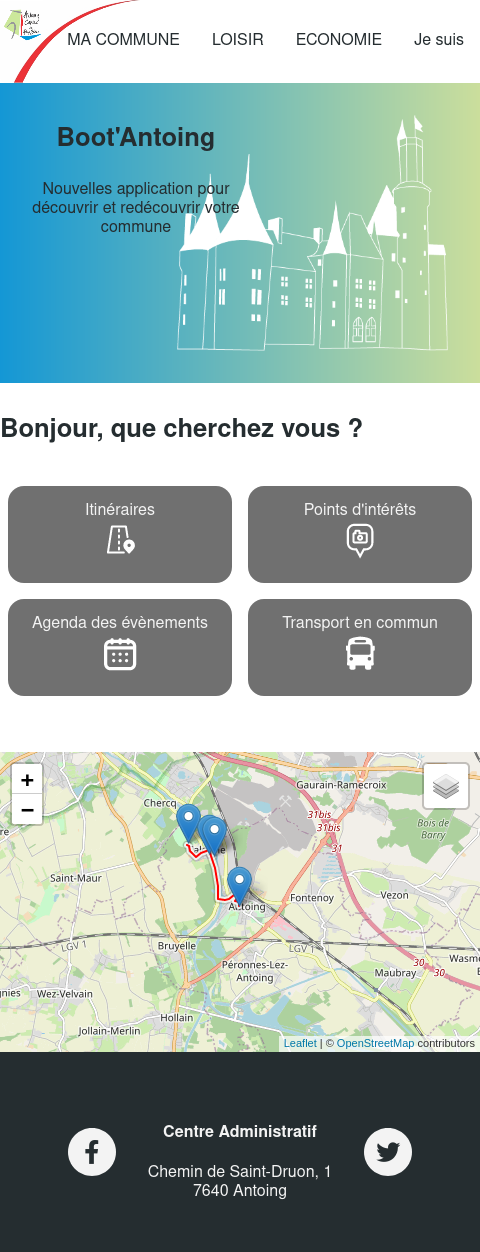 MA COMMUNE LOISIR ECONOMIE Je suis
Boot'Antoing
Nouvelles application pour
découvrir et redécouvrir votre
commune
Bonjour, que cherchez vous ?
Itinéraires
Points d'intérêts
Agenda des évènements
Transport en commun
+
−
Gaurain-Ramecroix
Chercq
31bis
31bis
Bois de
Barry
Saint-Maur
Fontenoy
Vezon
Antoing
LGV 1
Bruyelle
LGV 1
Péronnes-Lez-
Antoing
30
30
Maubray
Wez-Velvain
Hollain
Jollain-Merlin
Leaflet | © OpenStreetMap contributors
Centre Administratif
Chemin de Saint-Druon, 1
7640 Antoing